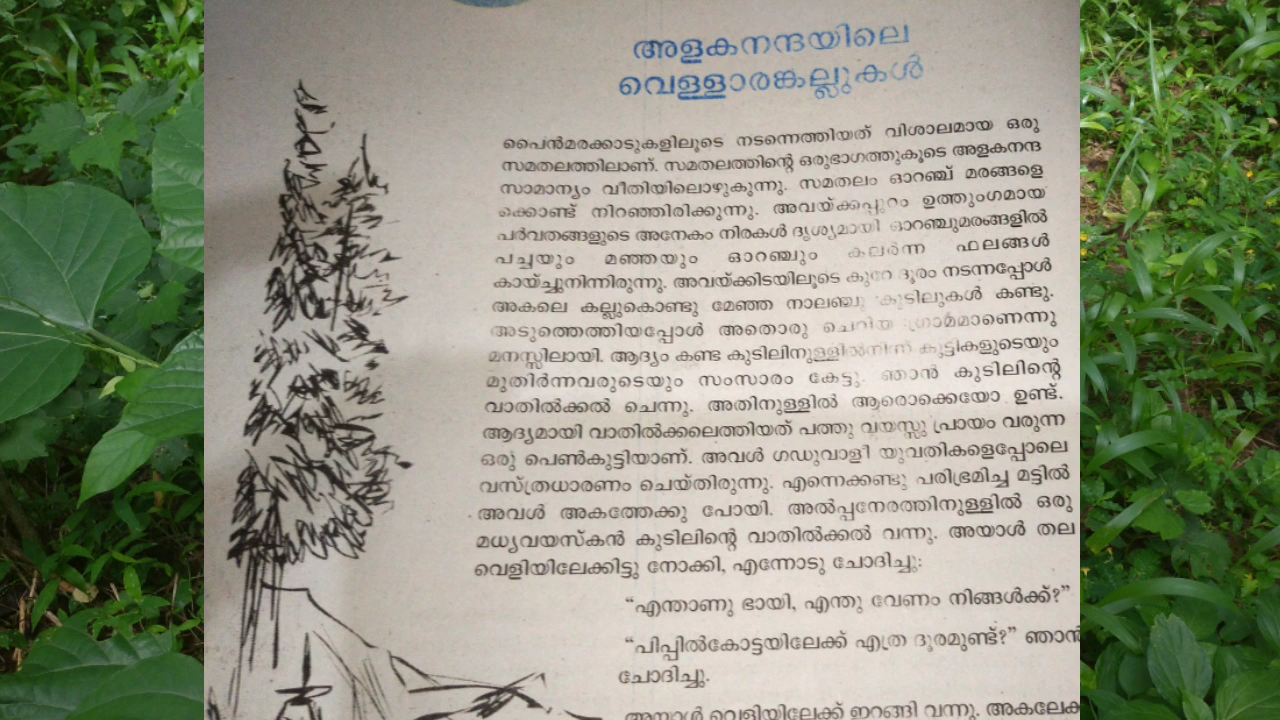 അളകനന്ദയിലെ
വെള്ളാരങ്കല്ലുകൾ
പൈൻമരക്കാടുകളിലൂടെ നടന്നെത്തിയത് വിശാലമായ ഒരു
സമതലത്തിലാണ്. സമതലത്തിന്റെ ഒരുഭാഗത്തുകൂടെ അളകനന്ദ
സാമാന്യം വീതിയിലൊഴുകുന്നു. സമതലം ഓറഞ്ച് മരങ്ങളെ
ക്കൊണ്ട് നിറഞ്ഞിരിക്കുന്നു. അവയ്ക്കപ്പുറം ഉത്തുംഗമായ
പർവതങ്ങളുടെ അനേകം നിരകൾ ദൃശ്യമായി ഓറഞ്ചുമരങ്ങളിൽ
പച്ചയും മഞ്ഞയും ഓറഞ്ചും കലർന്ന ഫലങ്ങൾ
കായ്ച്ചുനിന്നിരുന്നു. അവയ്ക്കിടയിലൂടെ കുറേ ദൂരം നടന്നപ്പോൾ
അകലെ കല്ലുകൊണ്ടു മേഞ്ഞ നാലഞ്ചു കുടിലുകൾ കണ്ടു.
അടുത്തെത്തിയപ്പോൾ അതൊരു ചെറിയ ഗ്രാമമാണെന്നു
മനസ്സിലായി. ആദ്യം കണ്ട കുടിലിനുള്ളിൽനിന്ന് കുട്ടികളുടെയും
മുതിർന്നവരുടെയും സംസാരം കേട്ടു. ഞാൻ കുടിലിന്റെ
വാതിൽക്കൽ ചെന്നു. അതിനുള്ളിൽ ആരൊക്കെയോ ഉണ്ട്.
ആദ്യമായി വാതിൽക്കലെത്തിയത് പത്തു വയസ്സു പ്രായം വരുന്ന
ഒരു പെൺകുട്ടിയാണ്. അവൾ ഗഡുവാളി യുവതികളെപ്പോലെ
വസ്ത്രധാരണം ചെയ്തിരുന്നു. എന്നെക്കണ്ടു പരിഭ്രമിച്ച മട്ടിൽ
അവൾ അകത്തേക്കു പോയി. അൽപ്പനേരത്തിനുള്ളിൽ ഒരു
മധ്യവയസ്കൻ കുടിലിന്റെ വാതിൽക്കൽ വന്നു. അയാൾ തല
വെളിയിലേക്കിട്ടു നോക്കി, എന്നോടു ചോദിച്ചു:
“എന്താണു ഭായി, എന്തു വേണം നിങ്ങൾക്ക്?”
“പിപ്പിൽകോട്ടയിലേക്ക് എത്ര ദൂരമുണ്ട്?” ഞാൻ
ചോദിച്ചു.
അയാൾ വെളിയിലേക്ക് ഇറങ്ങി വന്നു. അകലേക